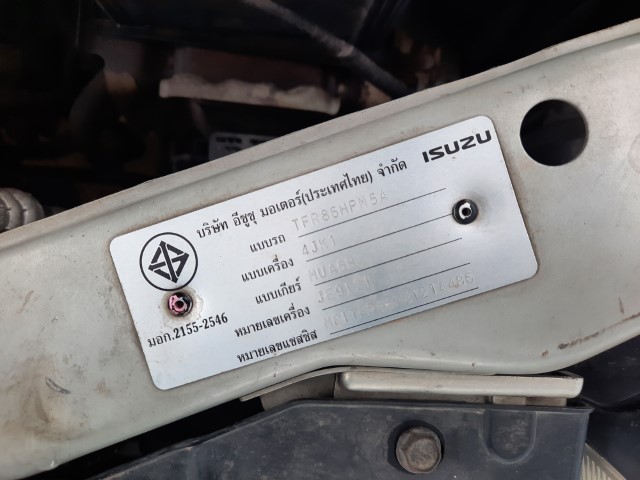 บริษัท อีซูซุ มอเตอร์(ประเทศไทย) จำกัด ISUZU
แบบรถ TFR86HPM5A
แบบเครื่อง 4JK1
แบบเกียร์
หมายเลขเครื่อง
หมายเลขแชสซิส
มอก.2155-2546